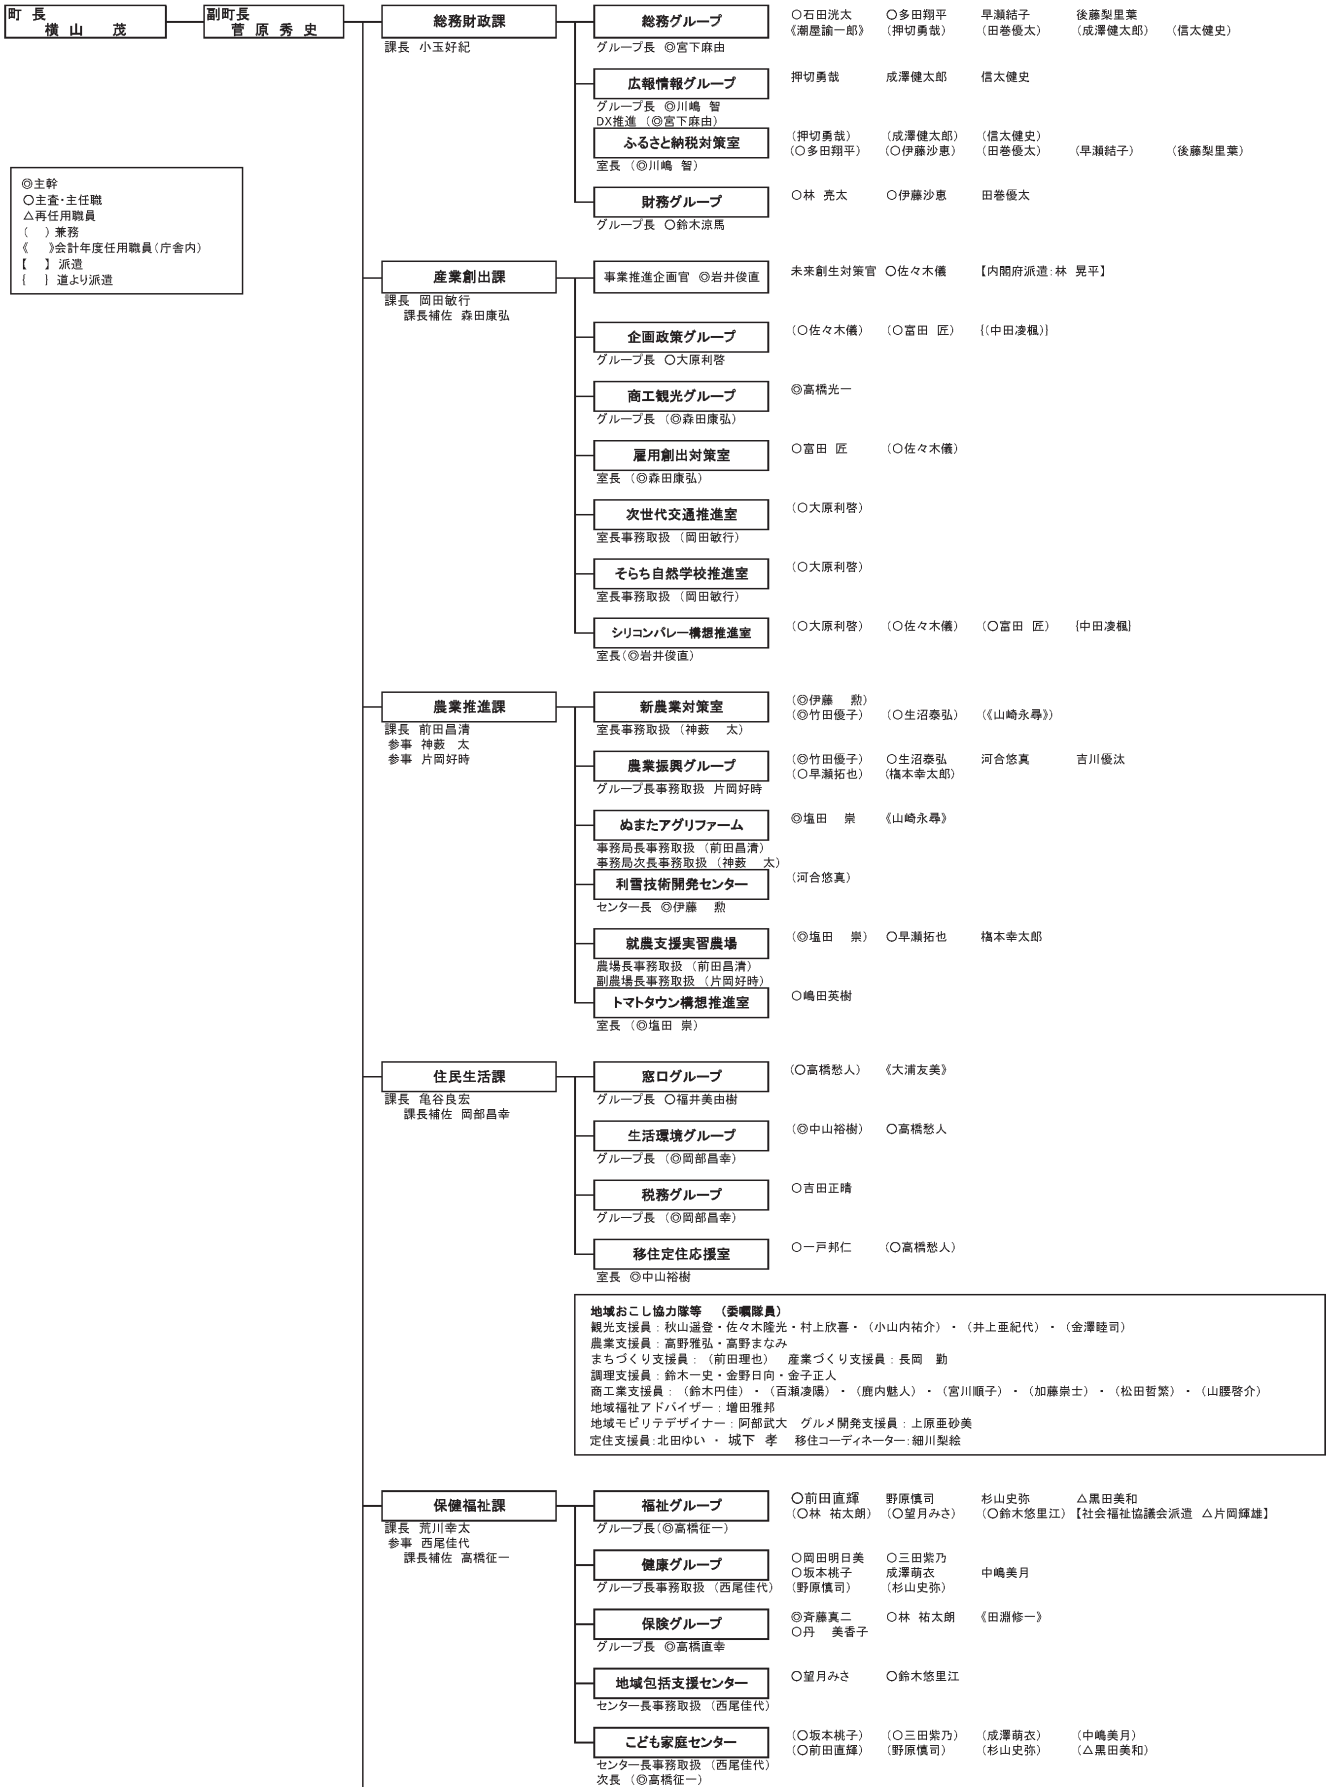 町 長
横 山 茂
副町長
菅 原 秀 史
◎主幹
○主査・主任職
△再任用職員
( ) 兼務
《 》会計年度任用職員(庁舎内)
【 】 派遣
{ } 道より派遣
総務財政課
課長 小玉好紀
総務グループ
グループ長 ◎宮下麻由
○石田洸太 ○多田翔平 早瀬結子 後藤梨里葉
《潮屋諭一郎》 (押切勇哉) (田巻優太) (成澤健太郎) (信太健史)
広報情報グループ
グループ長 ◎川嶋 智
DX推進 (◎宮下麻由)
押切勇哉 成澤健太郎 信太健史
ふるさと納税対策室
室長 (◎川嶋 智)
(押切勇哉) (成澤健太郎) (信太健史)
(○多田翔平) (○伊藤沙恵) (田巻優太) (早瀬結子) (後藤梨里葉)
財務グループ
グループ長 ○鈴木涼馬
○林 亮太 ○伊藤沙恵 田巻優太
産業創出課
課長 岡田敏行
課長補佐 森田康弘
事業推進企画官 ◎岩井俊直
未来創生対策官 ○佐々木儀 【内閣府派遣:林 晃平】
企画政策グループ
グループ長 ○大原利啓
(○佐々木儀) (○富田 匠) {(中田凌楓)}
商工観光グループ
グループ長 (◎森田康弘)
◎高橋光一
雇用創出対策室
室長 (◎森田康弘)
○富田 匠 (○佐々木儀)
次世代交通推進室
室長事務取扱 (岡田敏行)
(○大原利啓)
そらち自然学校推進室
室長事務取扱 (岡田敏行)
(○大原利啓)
シリコンバレー構想推進室
室長(◎岩井俊直)
(○大原利啓) (○佐々木儀) (○富田 匠) {中田凌楓}
農業推進課
課長 前田昌清
参事 神薮 太
参事 片岡好時
新農業対策室
室長事務取扱 (神薮 太)
(◎伊藤 勲)
(◎竹田優子) (○生沼泰弘) (《山崎永尋》)
農業振興グループ
グループ長事務取扱 片岡好時
(◎竹田優子) ○生沼泰弘 河合悠真 吉川優汰
(○早瀬拓也) (槗本幸太郎)
ぬまたアグリファーム
事務局長事務取扱 (前田昌清)
事務局次長事務取扱 (神薮 太)
◎塩田 崇 《山崎永尋》
利雪技術開発センター
センター長 ◎伊藤 勲
(河合悠真)
就農支援実習農場
農場長事務取扱 (前田昌清)
副農場長事務取扱 (片岡好時)
(◎塩田 崇) ○早瀬拓也 槗本幸太郎
トマトタウン構想推進室
室長 (◎塩田 崇)
○嶋田英樹
住民生活課
課長 亀谷良宏
課長補佐 岡部昌幸
窓口グループ
グループ長 ○福井美由樹
(○高橋愁人) 《大浦友美》
生活環境グループ
グループ長 (◎岡部昌幸)
(◎中山裕樹) ○高橋愁人
税務グループ
グループ長 (◎岡部昌幸)
○吉田正晴
移住定住応援室
室長 ◎中山裕樹
○一戸邦仁 (○高橋愁人)
地域おこし協力隊等 (委嘱隊員)
観光支援員:秋山遥登・佐々木隆光・村上欣喜・(小山内祐介)・(井上亜紀代)・(金澤睦司)
農業支援員:高野雅弘・高野まなみ
まちづくり支援員:(前田理也) 産業づくり支援員:長岡 勤
調理支援員:鈴木一史・金野日向・金子正人
商工業支援員:(鈴木円佳)・(百瀬凌陽)・(鹿内魅人)・(宮川順子)・(加藤崇士)・(松田哲繁)・(山腰啓介)
地域福祉アドバイザー:増田雅邦
地域モビリテデザイナー:阿部武大 グルメ開発支援員:上原亜砂美
定住支援員:北田ゆい ・ 城下 孝 移住コーディネーター:細川梨絵
保健福祉課
課長 荒川幸太
参事 西尾佳代
課長補佐 高橋征一
福祉グループ
グループ長(◎高橋征一)
○前田直輝 野原慎司 杉山史弥 △黒田美和
(○林 祐太朗) (○望月みさ) (○鈴木悠里江) 【社会福祉協議会派遣 △片岡輝雄】
健康グループ
グループ長事務取扱 (西尾佳代)
○岡田明日美 ○三田紫乃
○坂本桃子 成澤萌衣 中嶋美月
(野原慎司) (杉山史弥)
保険グループ
グループ長 ◎高橋直幸
◎斉藤真二 ○林 祐太朗 《田淵修一》
○丹 美香子
地域包括支援センター
センター長事務取扱 (西尾佳代)
○望月みさ ○鈴木悠里江
こども家庭センター
センター長事務取扱 (西尾佳代)
次長 (◎高橋征一)
(○坂本桃子) (○三田紫乃) (成澤萌衣) (中嶋美月)
(○前田直輝) (野原慎司) (杉山史弥) (△黒田美和)